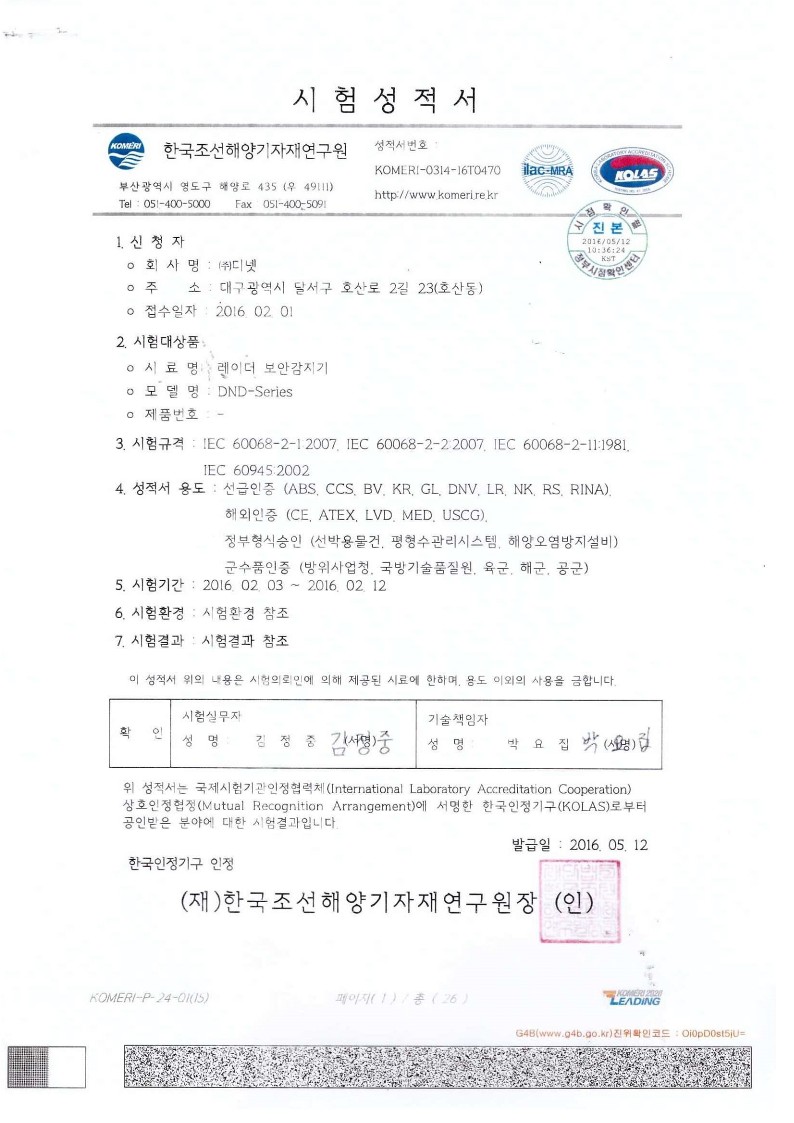 시 험 성 적 서
KOMERI
한국조선해양기자재연구원
부산광역시 영도구 해양로 435 (우 49111)
Tel : 051-400-5000 Fax 051-400-5091
성적서번호 :
KOMERI-0314-16T0470
http://www.komeri.re.kr
ilac-MRA
KOLAS
시점확인필
진본
2016/05/12
10:36:24
KST
정부시점확인센터
1. 신 청 자
o 회 사 명 : ㈜디넷
o 주 소 : 대구광역시 달서구 호산로 2길 23(호산동)
o 접수일자 : 2016. 02. 01
2. 시험대상품
o 시 료 명 : 레이더 보안감지기
o 모 델 명 : DND-Series
o 제품번호 : -
3. 시험규격 : IEC 60068-2-1:2007, IEC 60068-2-2:2007, IEC 60068-2-11:1981,
IEC 60945:2002
4. 성적서 용도 : 선급인증 (ABS, CCS, BV, KR, GL, DNV, LR, NK, RS, RINA),
해외인증 (CE, ATEX, LVD, MED, USCG),
정부형식승인 (선박용물건, 평형수관리시스템, 해양오염방지설비)
군수품인증 (방위사업청, 국방기술품질원, 육군, 해군, 공군)
5. 시험기간 : 2016. 02. 03 ~ 2016. 02. 12
6. 시험환경 : 시험환경 참조
7. 시험결과 : 시험결과 참조
이 성적서 위의 내용은 시험의뢰인에 의해 제공된 시료에 한하며, 용도 이외의 사용을 금합니다.
확 인
시험실무자
성 명 : 김 정 중 김정중 (서명)
기술책임자
성 명 : 박 요 집 박요집 (서명)
위 성적서는 국제시험기관인정협력체(International Laboratory Accreditation Cooperation)
상호인정협정(Mutual Recognition Arrangement)에 서명한 한국인정기구(KOLAS)로부터
공인받은 분야에 대한 시험결과입니다.
발급일 : 2016. 05. 12
한국인정기구 인정
(재)한국조선해양기자재연구원장 (인)
KOMERI-P-24-01(15)
페이지( 1 ) / 총 ( 26 )
KOMERI 2020
LEADING
G4B(www.g4b.go.kr)진위확인코드 : Oi0pD0st5jU=